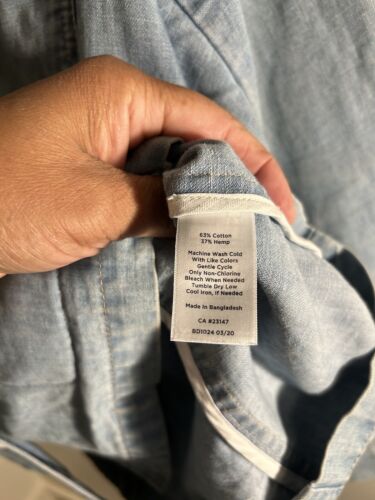 63% Cotton
37% Hemp
Machine Wash Cold
With Like Colors
Gentle Cycle
Only Non-Chlorine
Bleach When Needed
Tumble Dry Low
Cool Iron, If Needed
Made In Bangladesh
CA #23147
BD1024 03/20